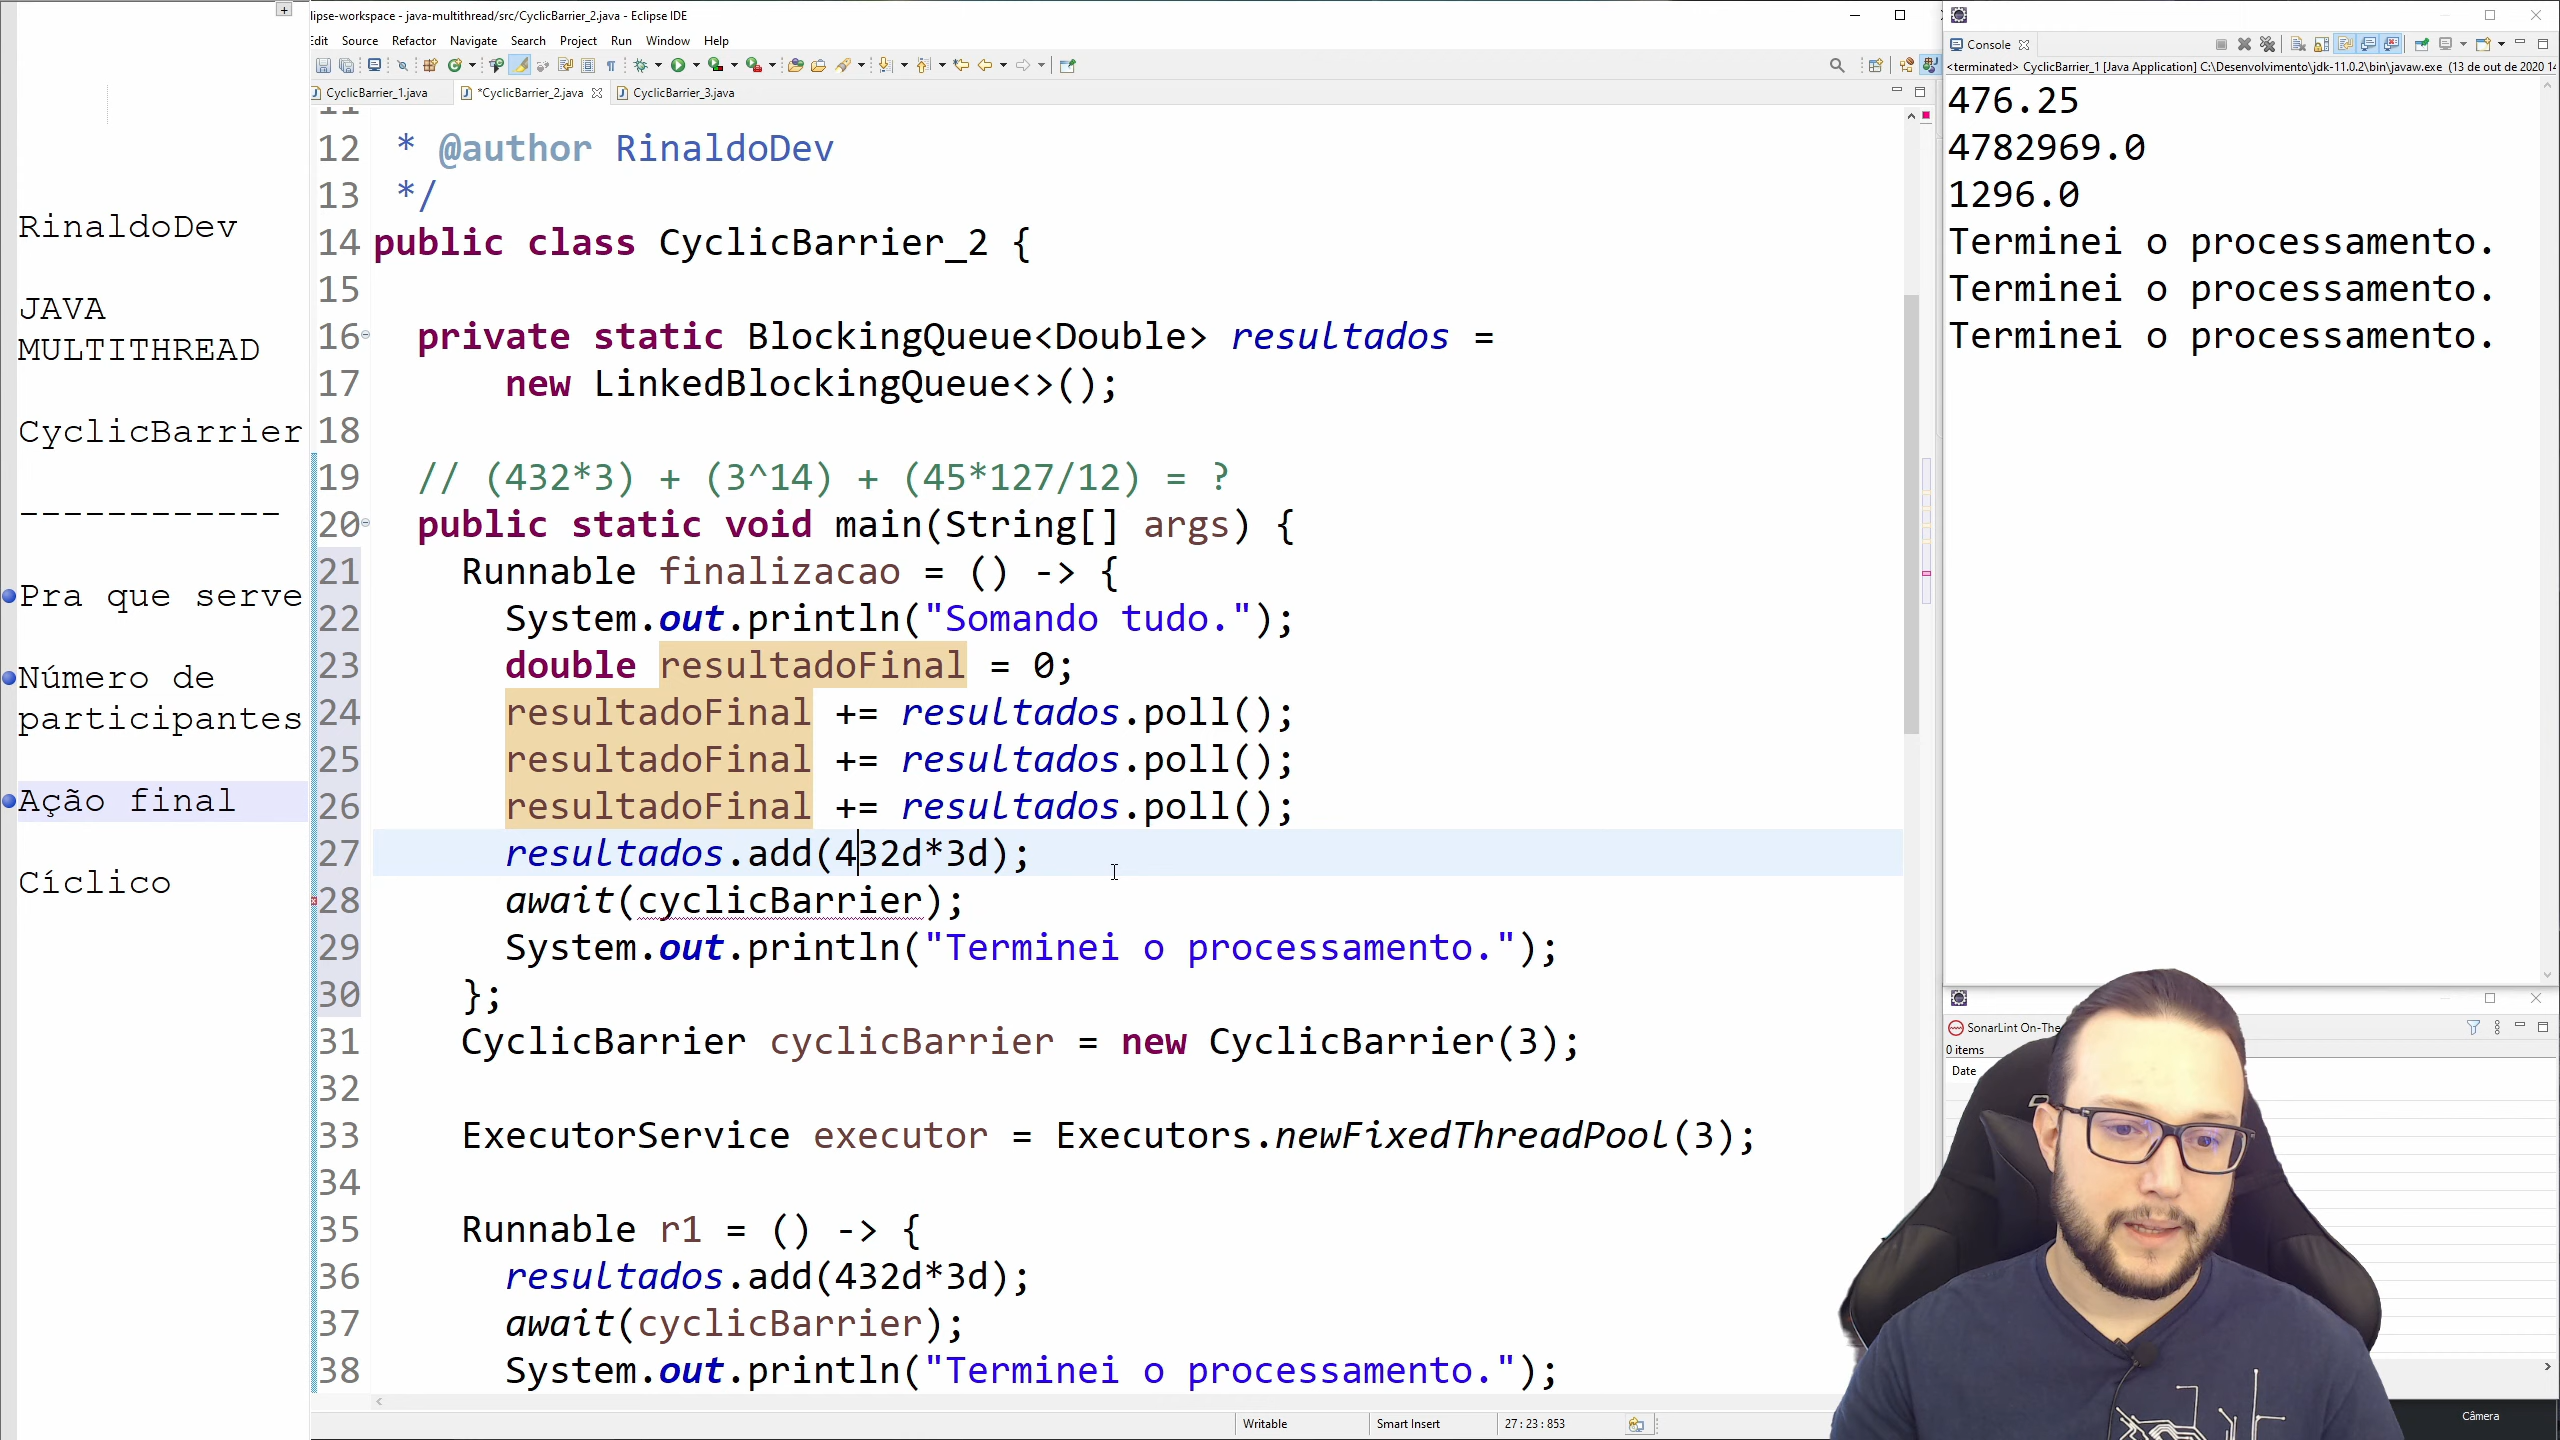 RinaldoDev
JAVA
MULTITHREAD
CyclicBarrier
------------
Pra que serve
Número de
participantes
Ação final
Cíclico
lipse-workspace - java-multithread/src/CyclicBarrier_2.java - Eclipse IDE
Edit Source Refactor Navigate Search Project Run Window Help
CyclicBarrier_1.java *CyclicBarrier_2.java CyclicBarrier_3.java
11
12 * @author RinaldoDev
13 */
14 public class CyclicBarrier_2 {
15
16 private static BlockingQueue<Double> resultados =
17 new LinkedBlockingQueue<>();
18
19 // (432*3) + (3^14) + (45*127/12) = ?
20 public static void main(String[] args) {
21 Runnable finalizacao = () -> {
22 System.out.println("Somando tudo.");
23 double resultadoFinal = 0;
24 resultadoFinal += resultados.poll();
25 resultadoFinal += resultados.poll();
26 resultadoFinal += resultados.poll();
27 resultados.add(432d*3d);
28 await(cyclicBarrier);
29 System.out.println("Terminei o processamento.");
30 };
31 CyclicBarrier cyclicBarrier = new CyclicBarrier(3);
32
33 ExecutorService executor = Executors.newFixedThreadPool(3);
34
35 Runnable r1 = () -> {
36 resultados.add(432d*3d);
37 await(cyclicBarrier);
38 System.out.println("Terminei o processamento.");
Writable Smart Insert 27 : 23 : 853
Console
<terminated> CyclicBarrier_1 [Java Application] C:\Desenvolvimento\jdk-11.0.2\bin\javaw.exe (13 de out de 2020 14
476.25
4782969.0
1296.0
Terminei o processamento.
Terminei o processamento.
Terminei o processamento.
SonarLint On-The
0 items
Date
Câmera